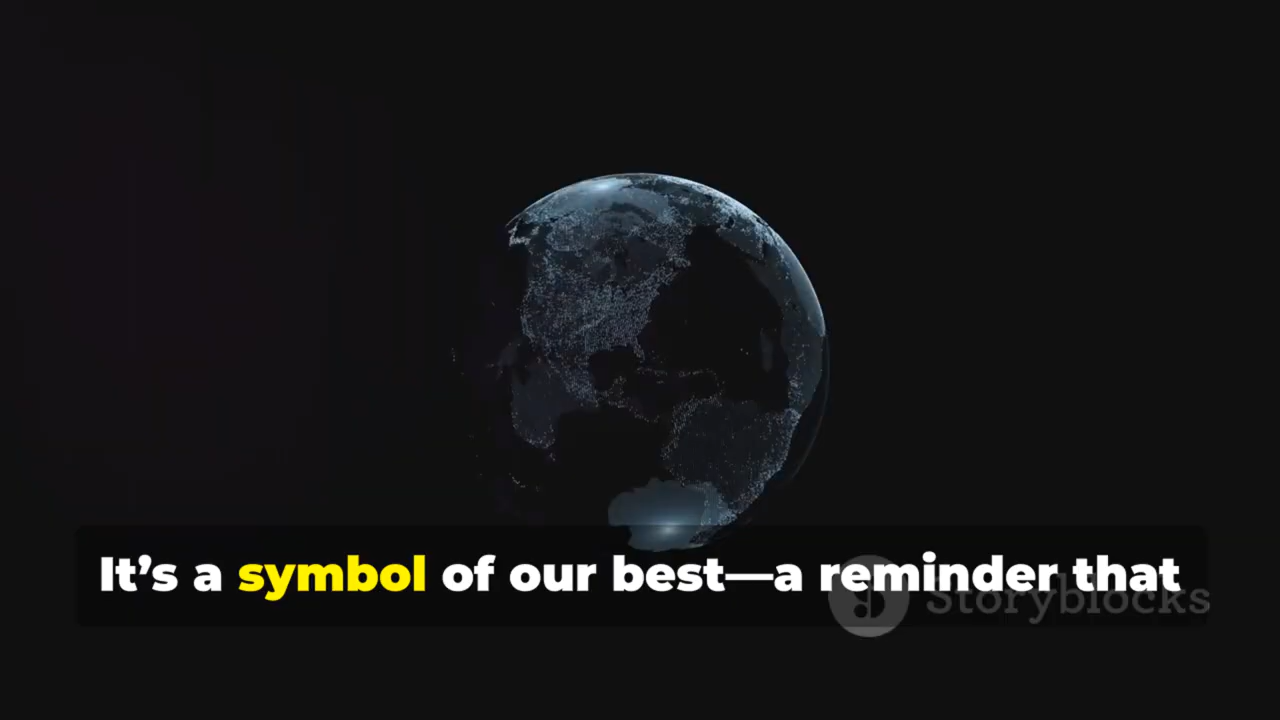 It’s a symbol of our best—a reminder that
Storyblocks